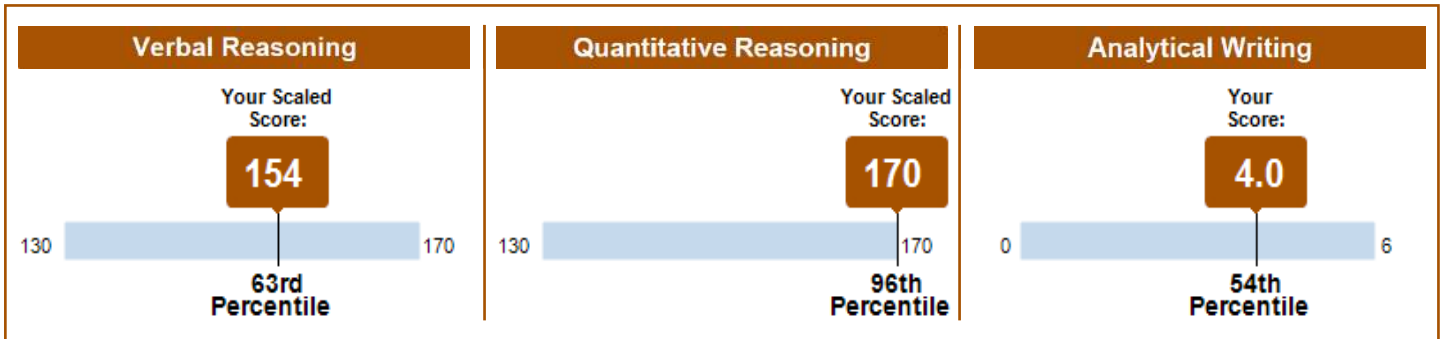 Verbal Reasoning
Your Scaled
Score:
154
130
170
63rd
Percentile
Quantitative Reasoning
Your Scaled
Score:
170
130
170
96th
Percentile
Analytical Writing
Your
Score:
4.0
0
6
54th
Percentile